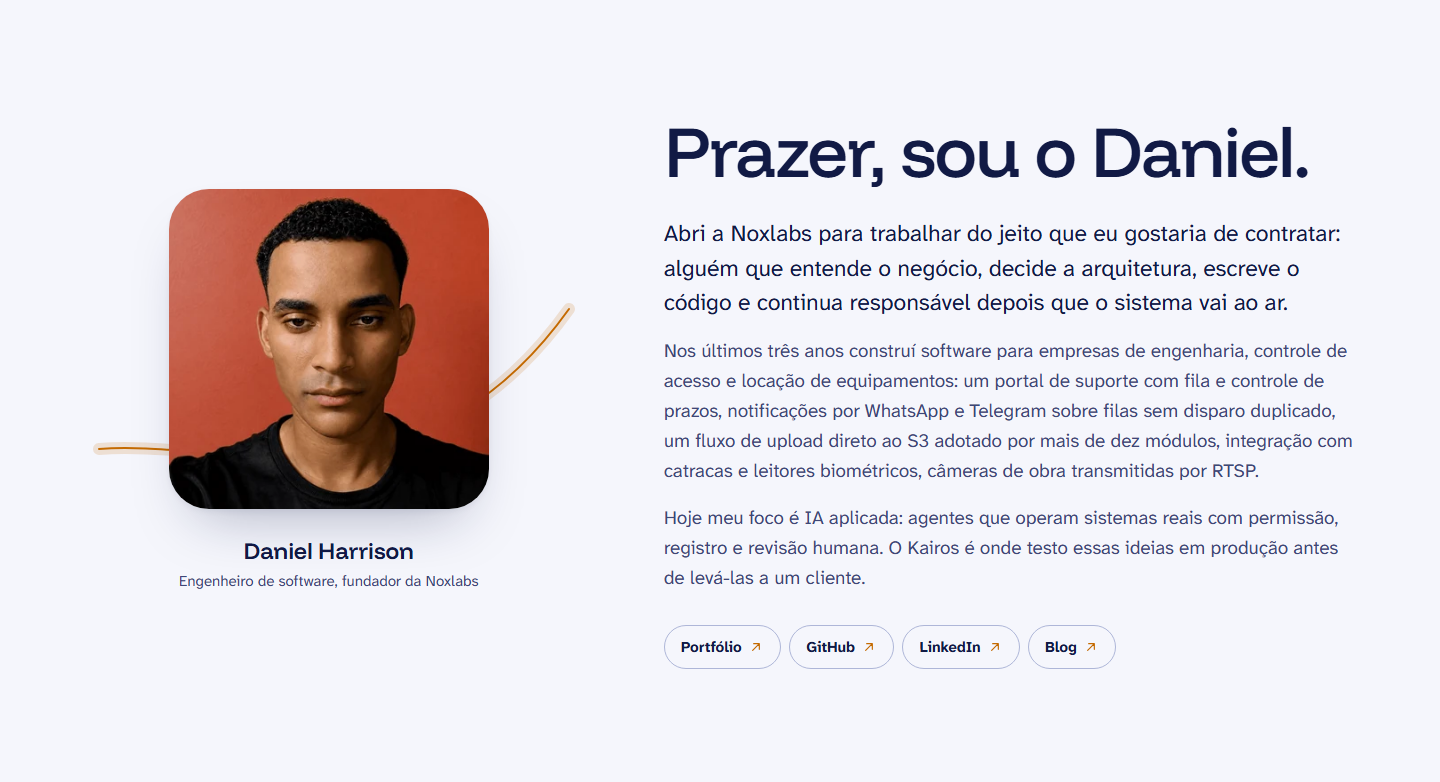 Prazer, sou o Daniel.
Abri a Noxlabs para trabalhar do jeito que eu gostaria de contratar:
alguém que entende o negócio, decide a arquitetura, escreve o
código e continua responsável depois que o sistema vai ao ar.
Nos últimos três anos construí software para empresas de engenharia, controle de
acesso e locação de equipamentos: um portal de suporte com fila e controle de
prazos, notificações por WhatsApp e Telegram sobre filas sem disparo duplicado,
um fluxo de upload direto ao S3 adotado por mais de dez módulos, integração com
catracas e leitores biométricos, câmeras de obra transmitidas por RTSP.
Hoje meu foco é IA aplicada: agentes que operam sistemas reais com permissão,
registro e revisão humana. O Kairos é onde testo essas ideias em produção antes
de levá-las a um cliente.
Portfólio
GitHub
LinkedIn
Blog
Daniel Harrison
Engenheiro de software, fundador da Noxlabs